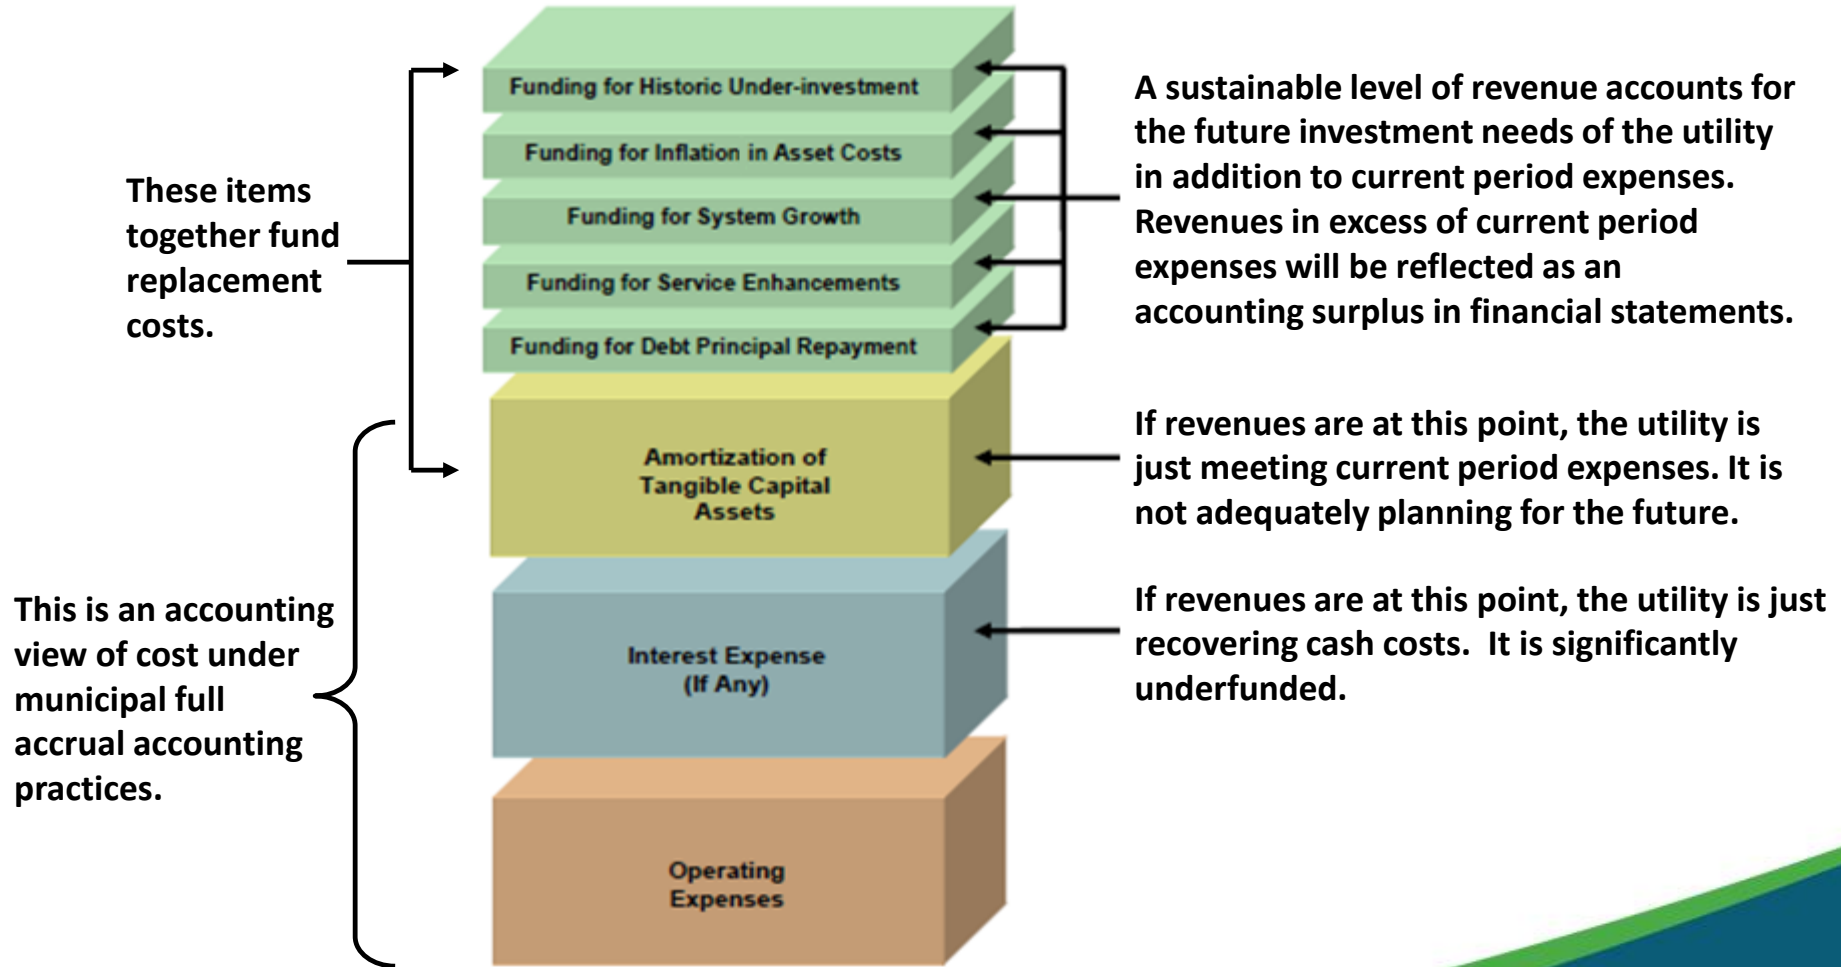 These items
together fund
replacement
costs.
This is an accounting
view of cost under
municipal full
accrual accounting
practices.
Funding for Historic Under-investment
Funding for Inflation in Asset Costs
Funding for System Growth
Funding for Service Enhancements
Funding for Debt Principal Repayment
Amortization of
Tangible Capital
Assets
Interest Expense
(If Any)
Operating
Expenses
A sustainable level of revenue accounts for
the future investment needs of the utility
in addition to current period expenses.
Revenues in excess of current period
expenses will be reflected as an
accounting surplus in financial statements.
If revenues are at this point, the utility is
just meeting current period expenses. It is
not adequately planning for the future.
If revenues are at this point, the utility is just
recovering cash costs.  It is significantly
underfunded.